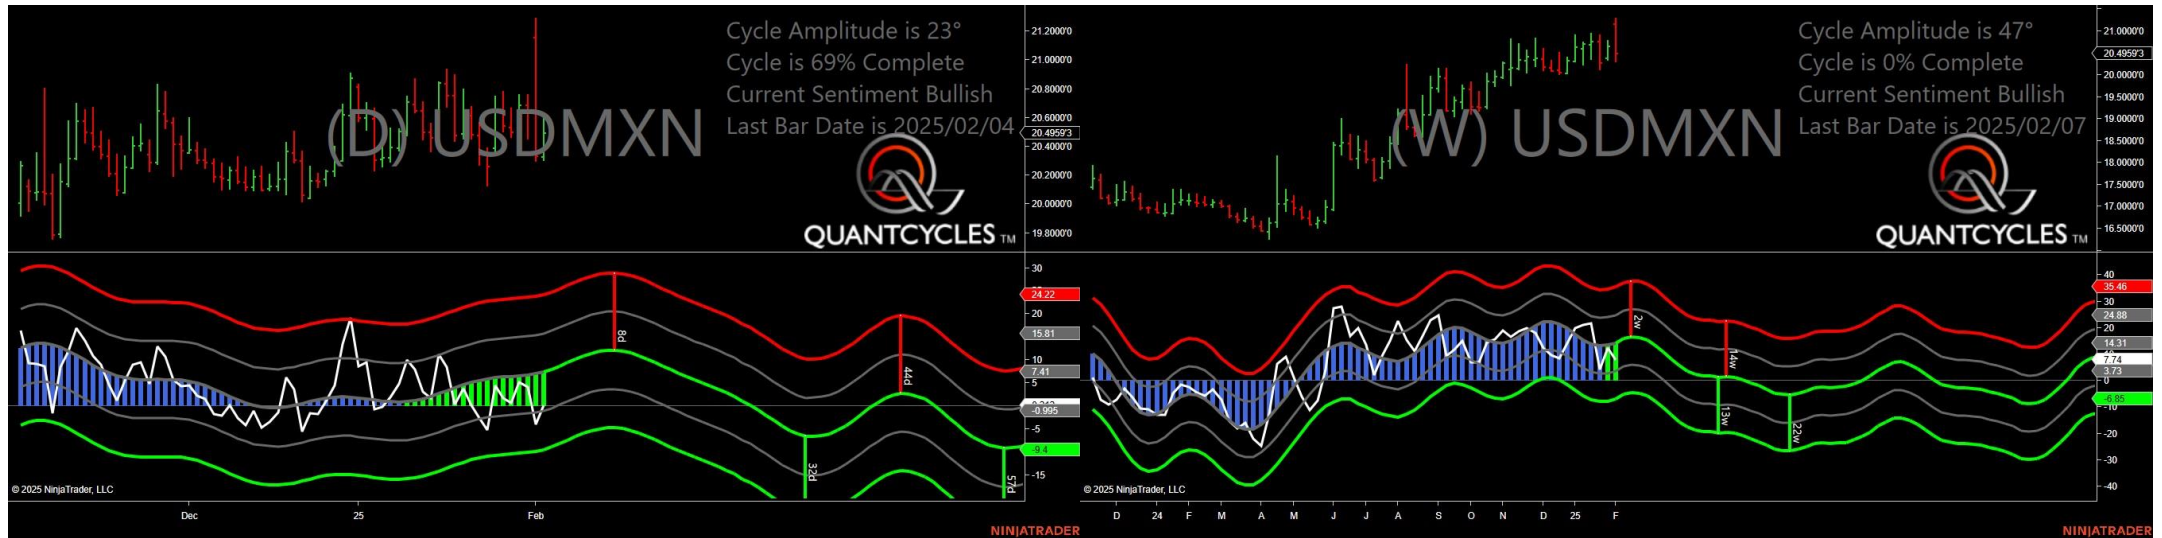 Cycle Amplitude is 23°
Cycle is 69% Complete
Current Sentiment Bullish
Last Bar Date is 2025/02/04
(D) USDMXN
QUANTCYCLES TM
21.2000'0
21.0000'0
20.8000'0
20.6000'0
20.4959'3
20.4000'0
20.2000'0
20.0000'0
19.8000'0
30
24.22
20
15.81
10
7.41
5
-0.995
-5
-9.4
-15
8d
32d
44d
57d
© 2025 NinjaTrader, LLC
Dec
25
Feb
NINJATRADER
Cycle Amplitude is 47°
Cycle is 0% Complete
Current Sentiment Bullish
Last Bar Date is 2025/02/07
(W) USDMXN
QUANTCYCLES TM
21.0000'0
20.4959'3
20.0000'0
19.5000'0
19.0000'0
18.5000'0
18.0000'0
17.5000'0
17.0000'0
16.5000'0
40
35.46
30
24.88
20
14.31
7.74
3.73
0
-6.85
-10
-20
-30
-40
2w
14w
13w
22w
© 2025 NinjaTrader, LLC
D
24
F
M
A
M
J
J
A
S
O
N
D
25
F
NINJATRADER